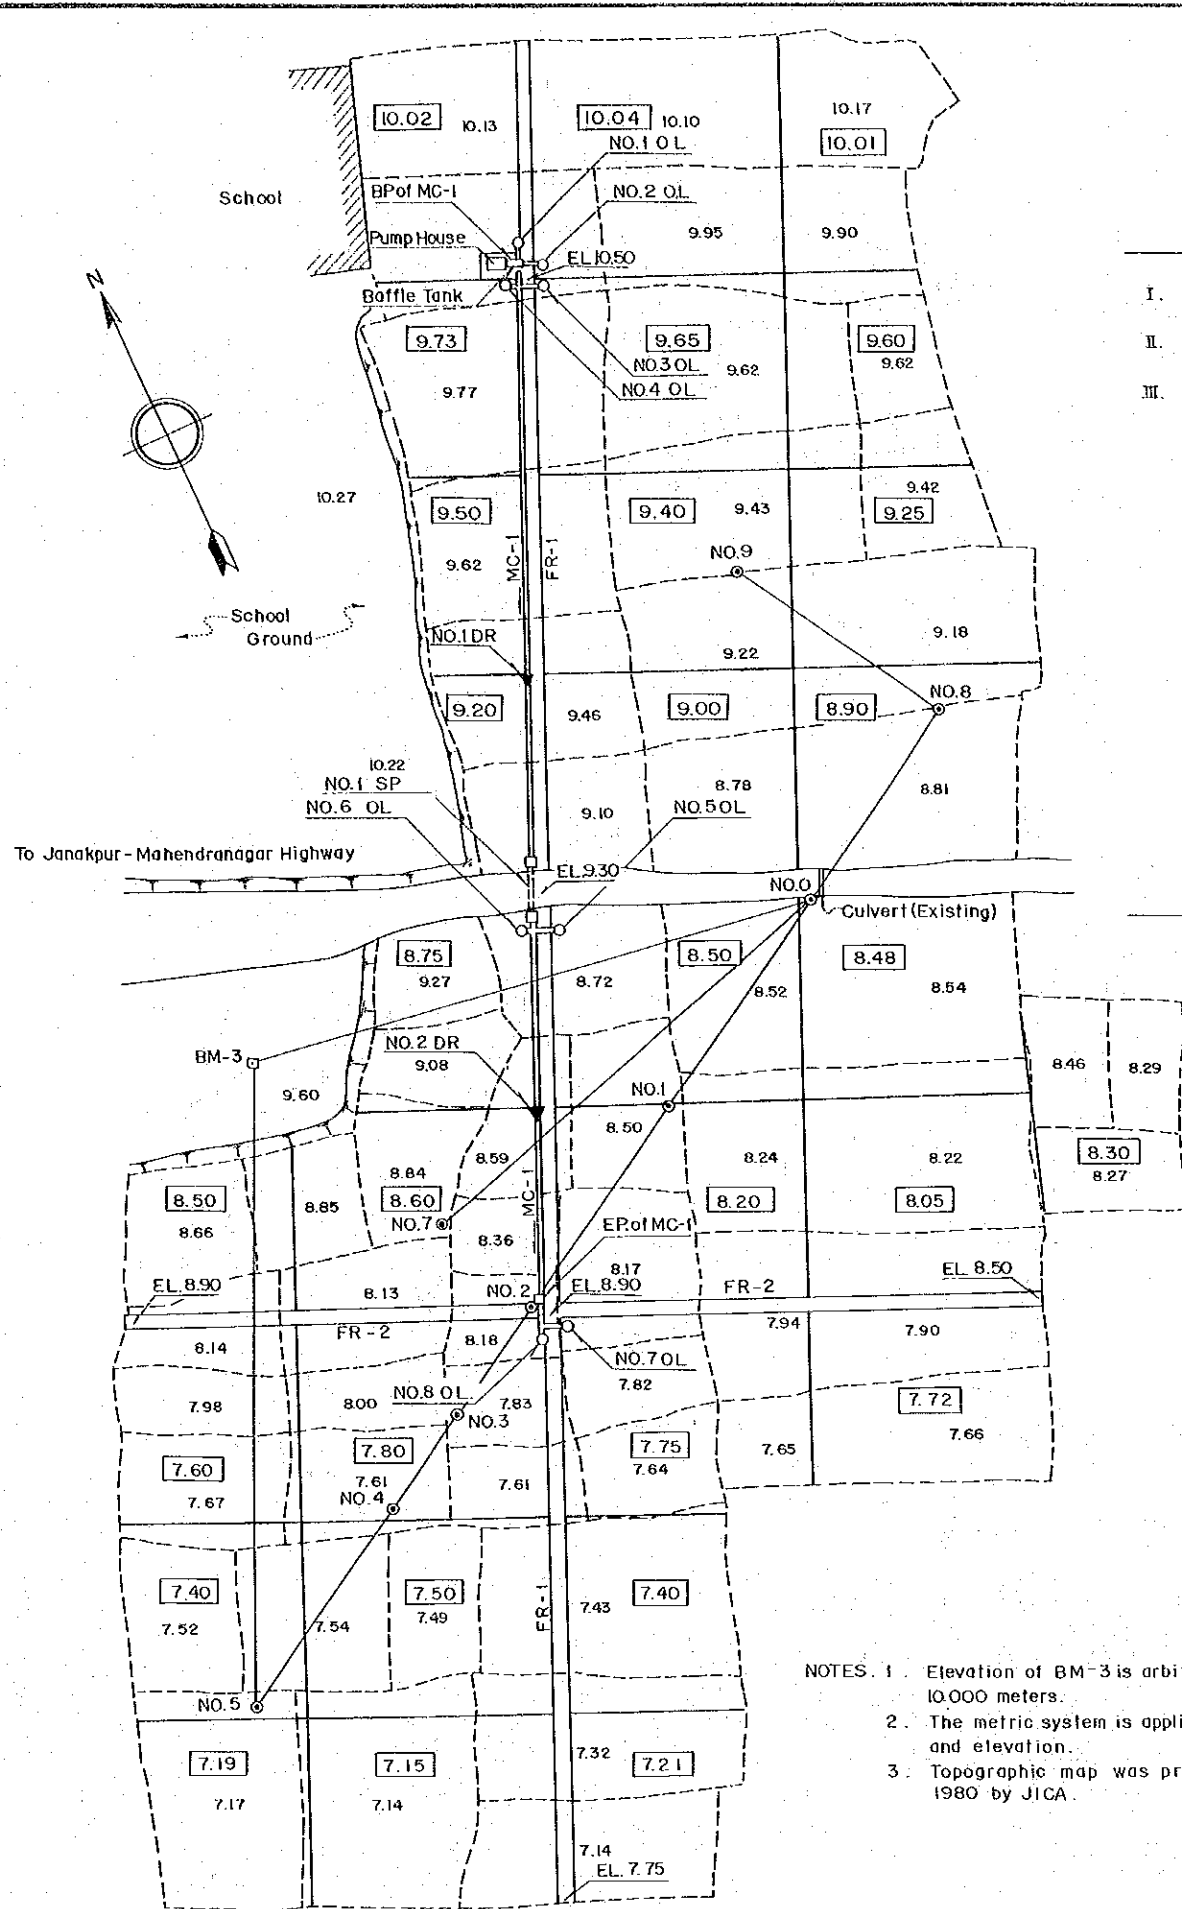 10.02
10.13
10.04
10.10
10.17
10.01
NO.1 OL
School
BP of MC-1
NO.2 OL
9.95
9.90
Pump House
EL.10.50
Baffle Tank
I.
N
9.73
9.65
9.60
II.
NO.3 OL
9.62
9.62
9.77
NO.4 OL
III.
10.27
9.50
9.40
9.43
9.42
9.25
9.62
MC-1
FR-1
NO.9
School
Ground
NO.1 DR
9.22
9.18
NO.8
9.20
9.46
9.00
8.90
10.22
NO.1 SP
8.78
8.81
NO.6 OL
9.10
NO.5 OL
To Janakpur-Mahendranagar Highway
EL.9.30
NO.0
Culvert (Existing)
8.75
8.50
8.48
9.27
8.72
8.52
8.54
NO.2 DR
BM-3
9.08
8.46
8.29
9.60
NO.1
8.50
8.59
8.24
8.22
8.30
8.27
8.84
8.50
8.85
8.60
MC-1
8.20
8.05
8.66
NO.7
8.36
EP. of MC-1
8.17
EL.8.90
8.13
NO.2
EL.8.90
FR-2
EL.8.50
FR-2
8.14
8.18
7.94
7.90
NO.7 OL
7.98
8.00
NO.8 OL
7.83
7.82
7.72
NO.3
7.60
7.80
7.75
7.65
7.66
7.67
7.61
7.61
7.64
NO.4
7.40
7.50
7.40
7.52
7.54
7.49
FR-1
7.43
NO.5
7.19
7.15
7.32
7.21
7.17
7.14
7.14
EL.7.75
NOTES. 1. Elevation of BM-3 is arbi
10.000 meters.
2. The metric system is appli
and elevation.
3. Topographic map was pr
1980 by JICA.